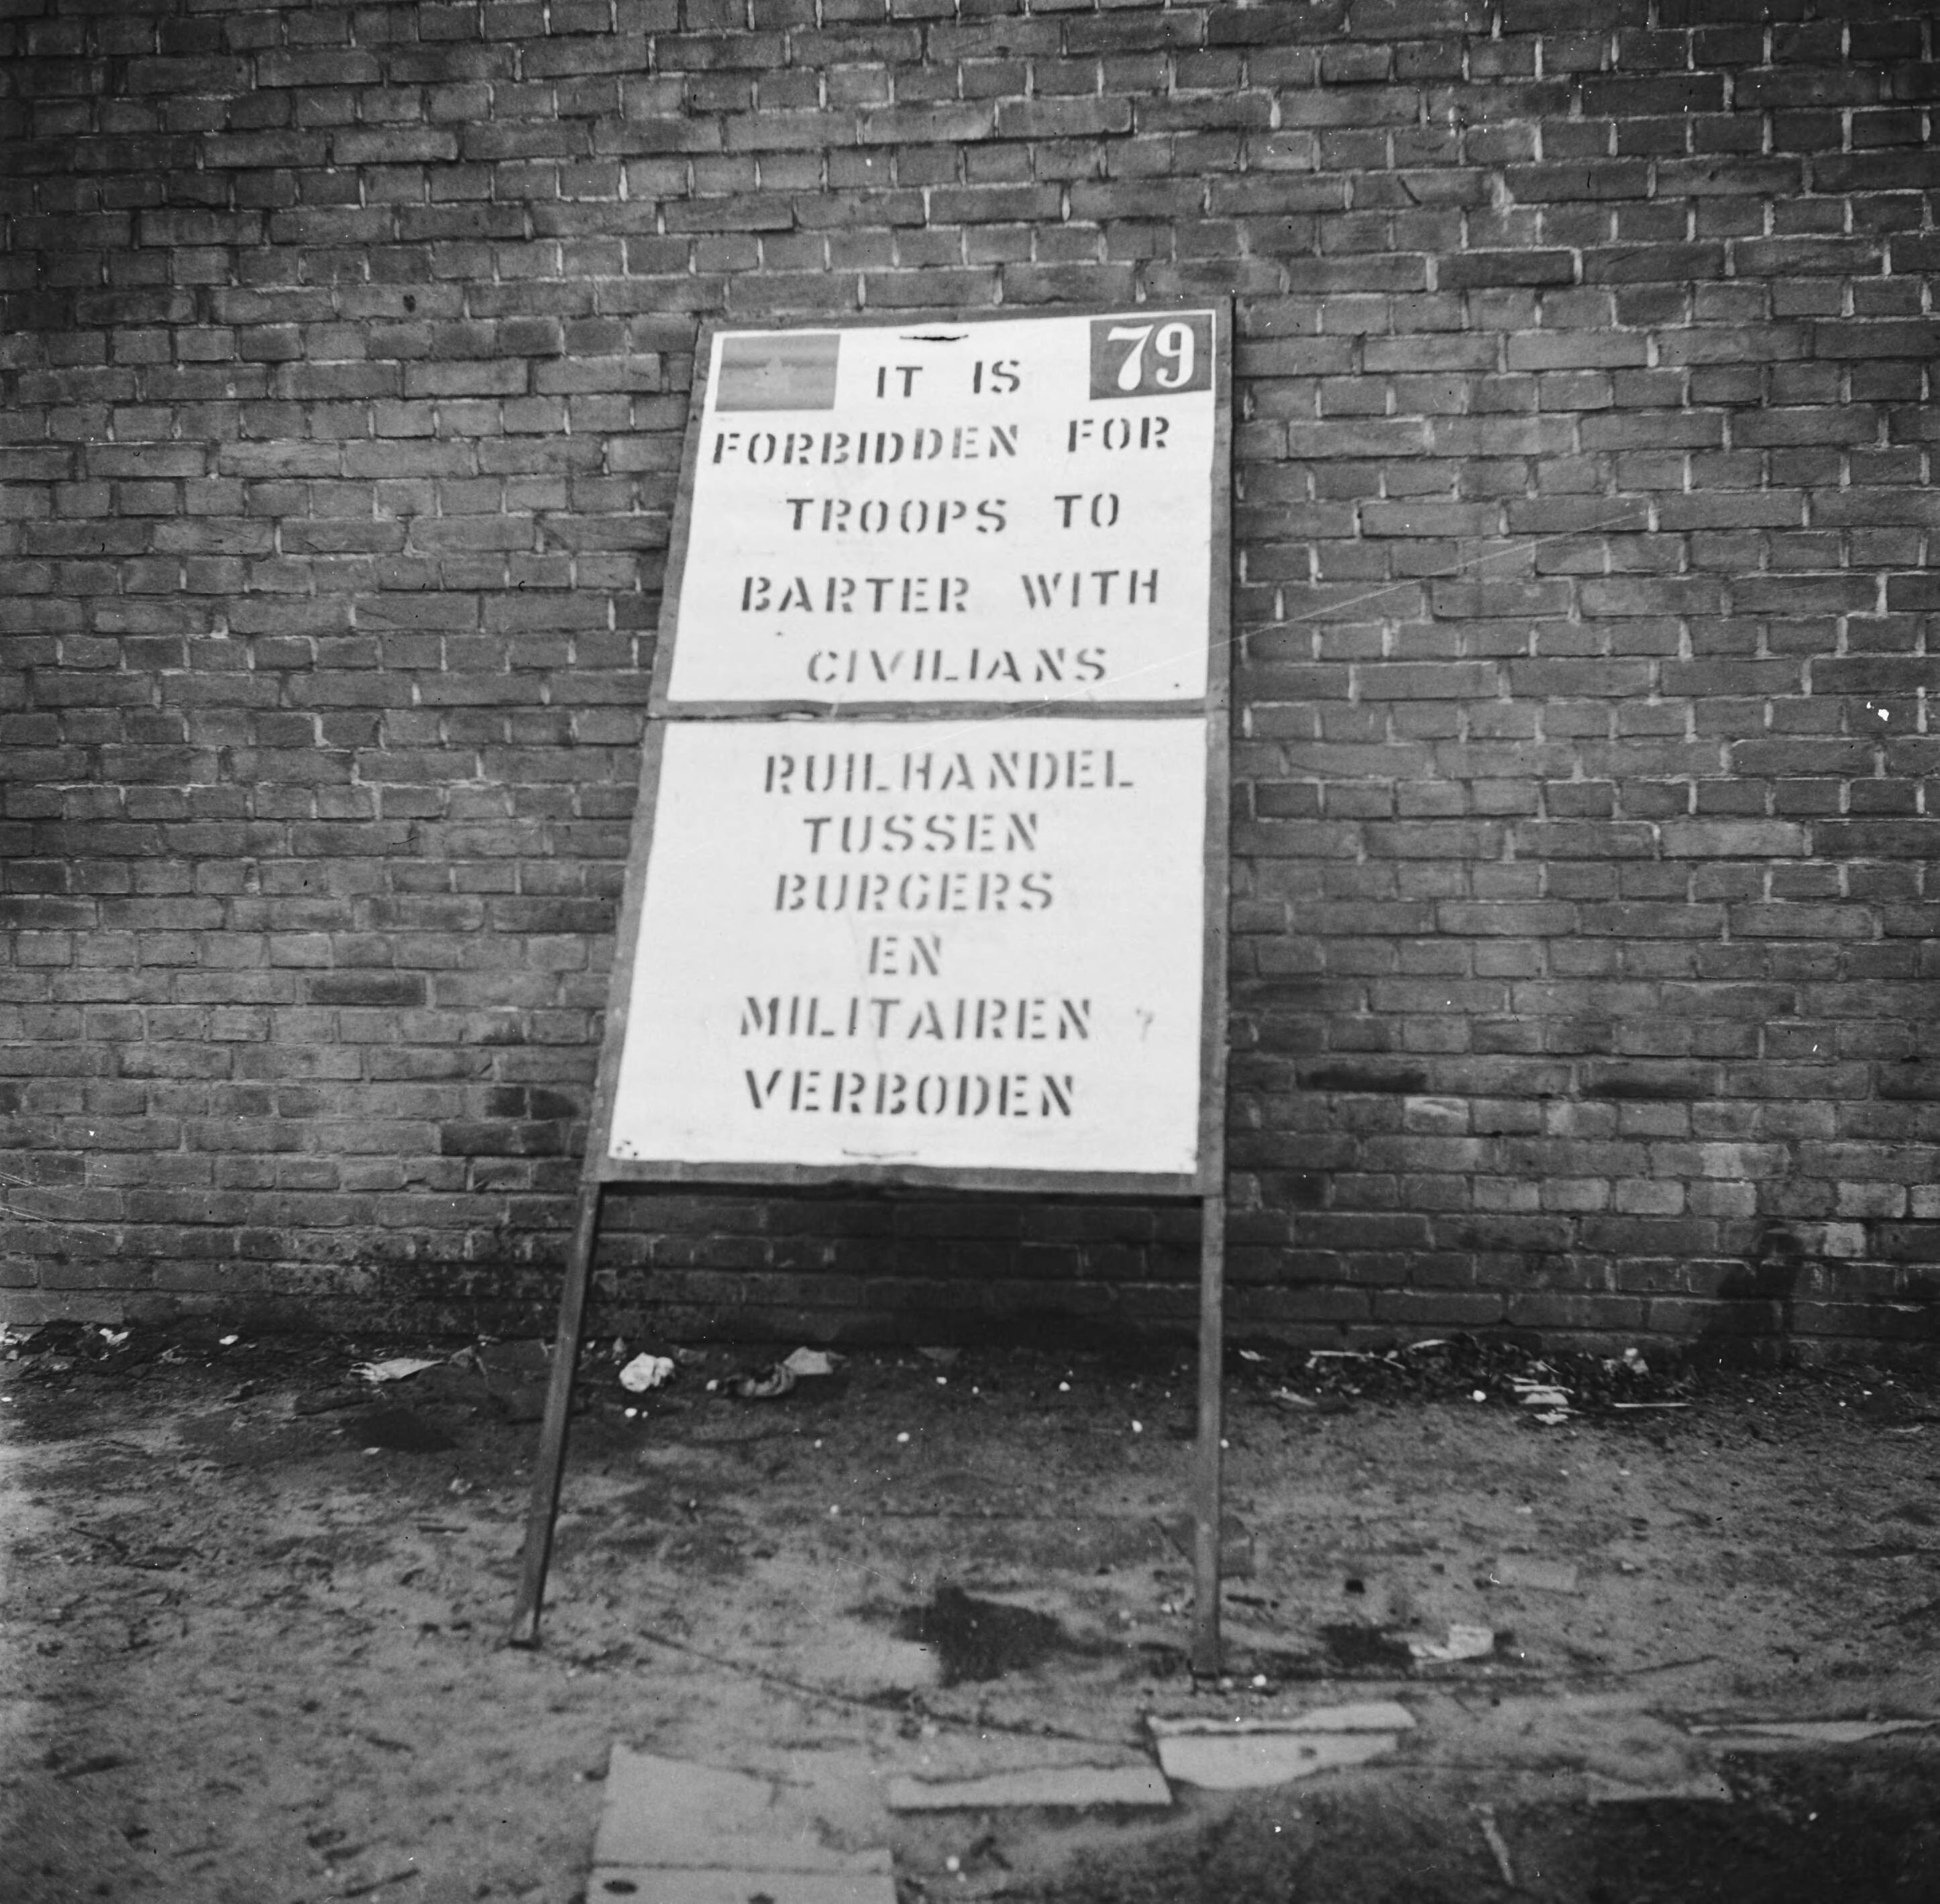 79
IT IS
FORBIDDEN FOR
TROOPS TO
BARTER WITH
CIVILIANS
RUILHANDEL
TUSSEN
BURGERS
EN
MILITAIREN
VERBODEN